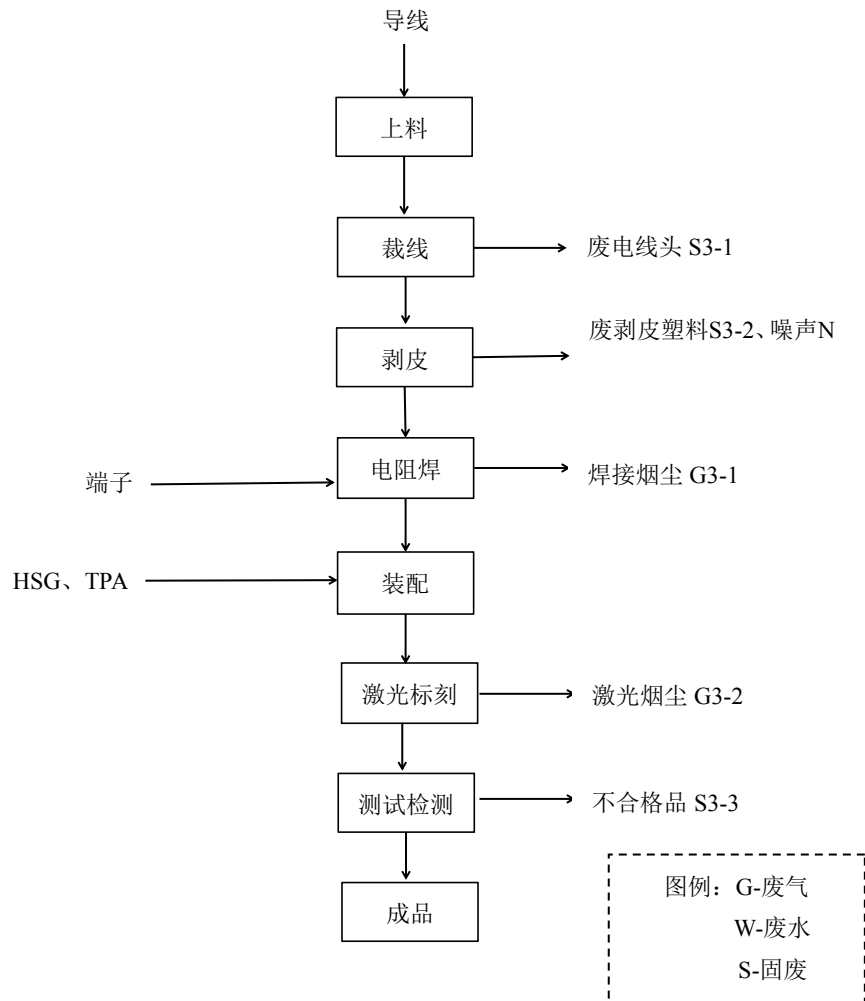 导线
上料
裁线
废电线头 S3-1
废剥皮塑料S3-2、噪声N
剥皮
电阻焊
焊接烟尘 G3-1
端子
HSG、TPA
装配
激光标刻
激光烟尘 G3-2
测试检测
不合格品 S3-3
成品
图例：G-废气
W-废水
S-固废